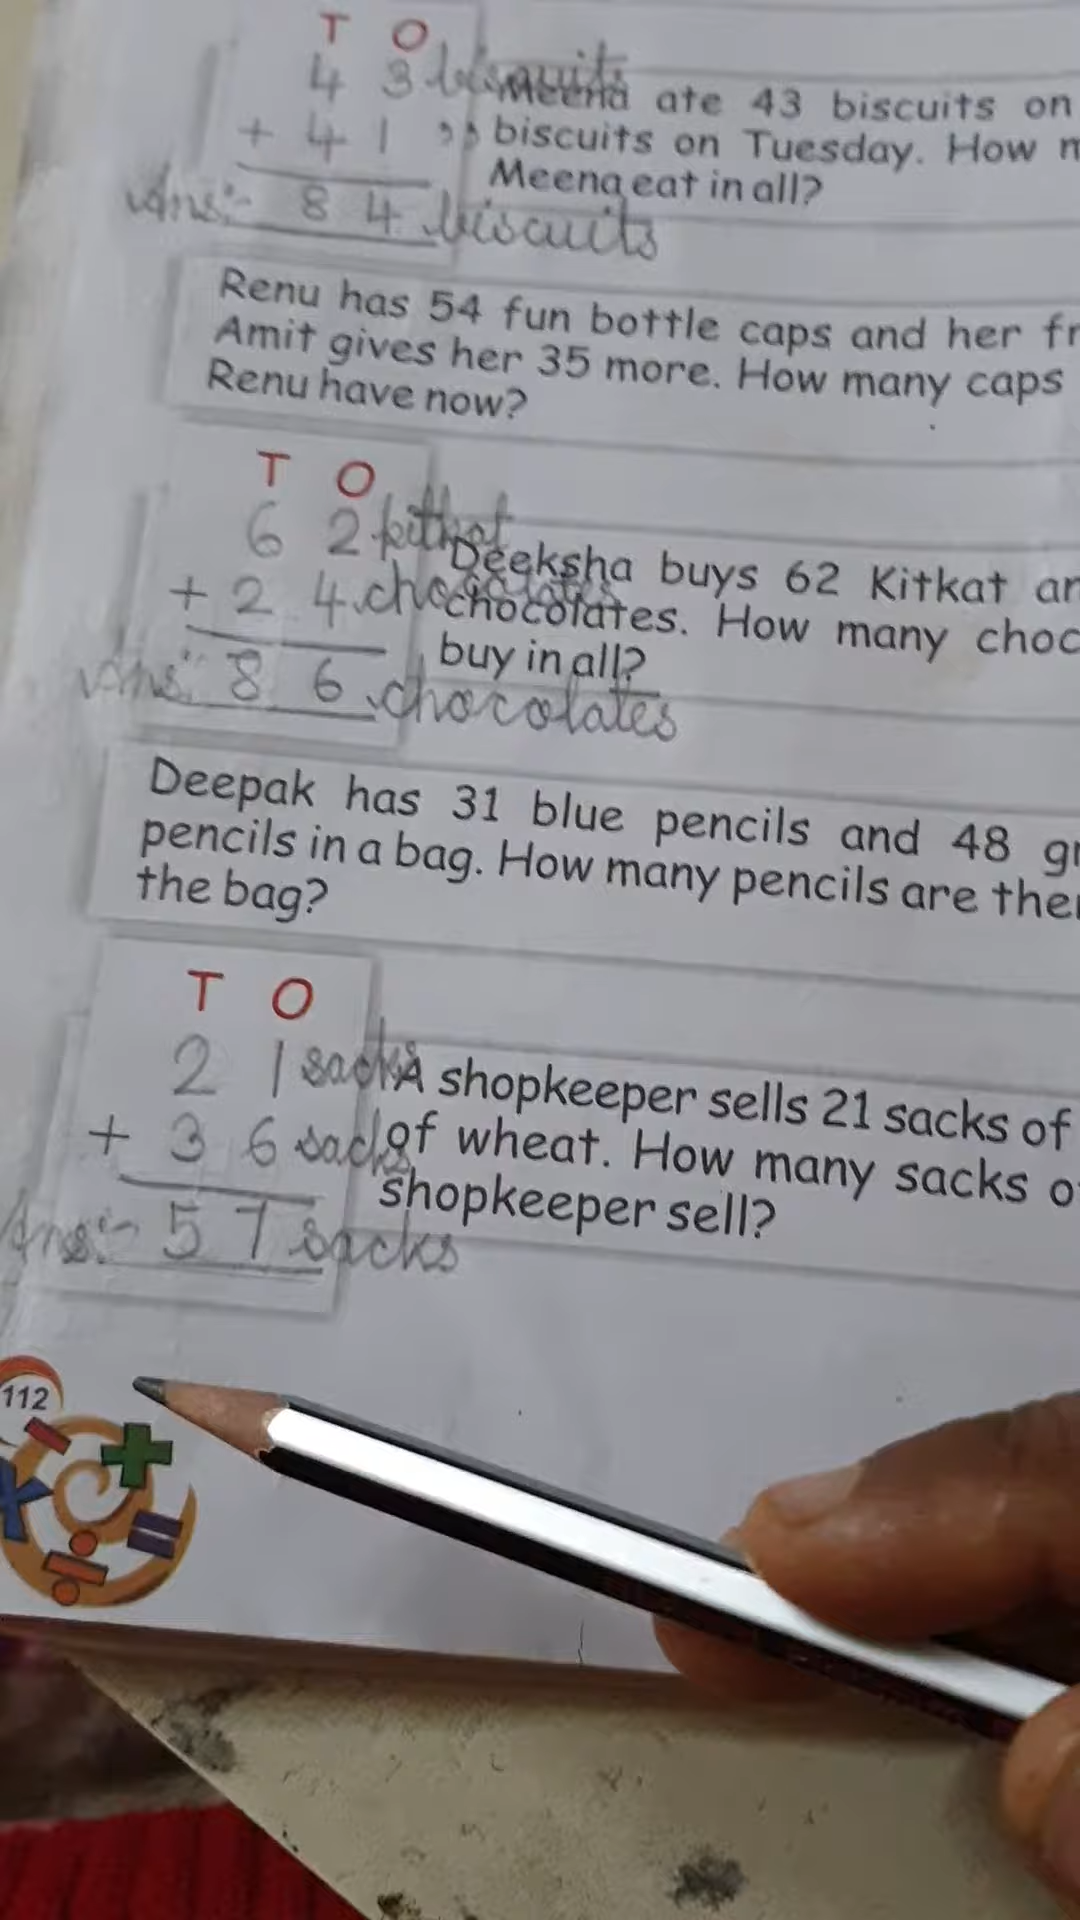 T O
4 3 biscuits
Meena ate 43 biscuits on
+ 4 1 ,, biscuits on Tuesday. How
Meena eat in all?
Ans:- 8 4 biscuits
Renu has 54 fun bottle caps and her fr
Amit gives her 35 more. How many caps
Renu have now?
T O
6 2 kitkat
Deeksha buys 62 Kitkat an
+ 2 4 chocolates
chocolates. How many choc
buy in all?
Ans:- 8 6 chocolates
Deepak has 31 blue pencils and 48 gr
pencils in a bag. How many pencils are ther
the bag?
T O
2 1 sacks
A shopkeeper sells 21 sacks of
+ 3 6 sacks
of wheat. How many sacks o
shopkeeper sell?
Ans:- 5 7 sacks
112